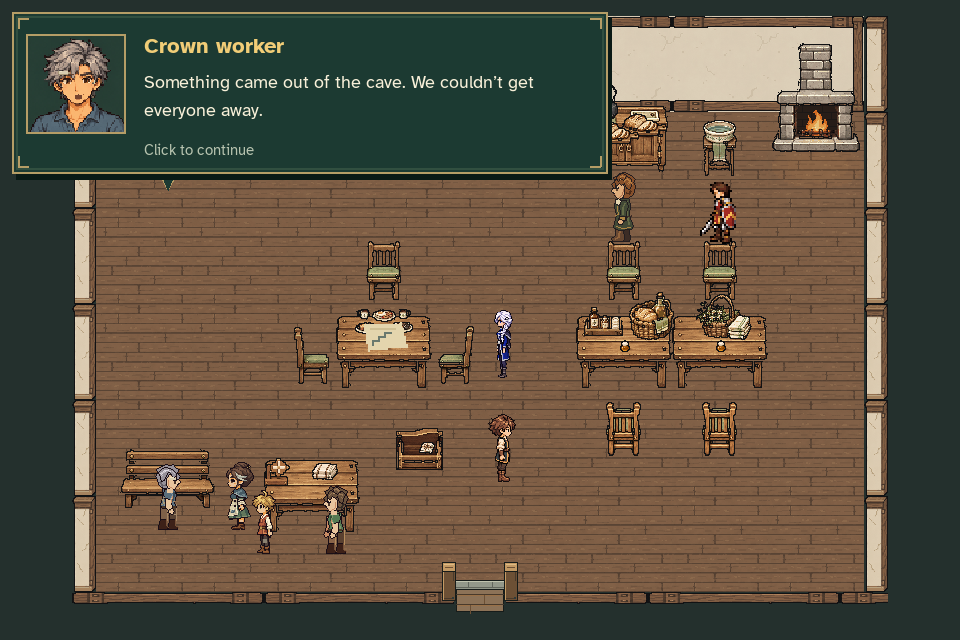 Crown worker
Something came out of the cave. We couldn’t get
everyone away.
Click to continue